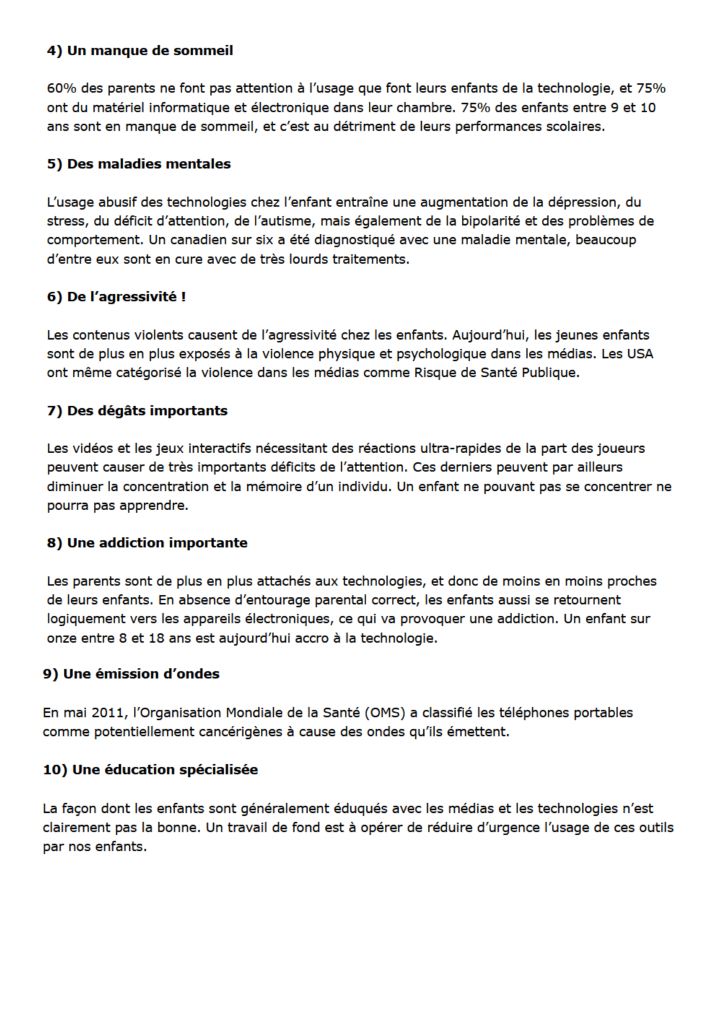 4) Un manque de sommeil
60% des parents ne font pas attention à l’usage que font leurs enfants de la technologie, et 75%
ont du matériel informatique et électronique dans leur chambre. 75% des enfants entre 9 et 10
ans sont en manque de sommeil, et c’est au détriment de leurs performances scolaires.
5) Des maladies mentales
L’usage abusif des technologies chez l’enfant entraîne une augmentation de la dépression, du
stress, du déficit d’attention, de l’autisme, mais également de la bipolarité et des problèmes de
comportement. Un canadien sur six a été diagnostiqué avec une maladie mentale, beaucoup
d’entre eux sont en cure avec de très lourds traitements.
6) De l’agressivité !
Les contenus violents causent de l’agressivité chez les enfants. Aujourd’hui, les jeunes enfants
sont de plus en plus exposés à la violence physique et psychologique dans les médias. Les USA
ont même catégorisé la violence dans les médias comme Risque de Santé Publique.
7) Des dégâts importants
Les vidéos et les jeux interactifs nécessitant des réactions ultra-rapides de la part des joueurs
peuvent causer de très importants déficits de l’attention. Ces derniers peuvent par ailleurs
diminuer la concentration et la mémoire d’un individu. Un enfant ne pouvant pas se concentrer ne
pourra pas apprendre.
8) Une addiction importante
Les parents sont de plus en plus attachés aux technologies, et donc de moins en moins proches
de leurs enfants. En absence d’entourage parental correct, les enfants aussi se retournent
logiquement vers les appareils électroniques, ce qui va provoquer une addiction. Un enfant sur
onze entre 8 et 18 ans est aujourd’hui accro à la technologie.
9) Une émission d’ondes
En mai 2011, l’Organisation Mondiale de la Santé (OMS) a classifié les téléphones portables
comme potentiellement cancérigènes à cause des ondes qu’ils émettent.
10) Une éducation spécialisée
La façon dont les enfants sont généralement éduqués avec les médias et les technologies n’est
clairement pas la bonne. Un travail de fond est à opérer de réduire d’urgence l’usage de ces outils
par nos enfants.